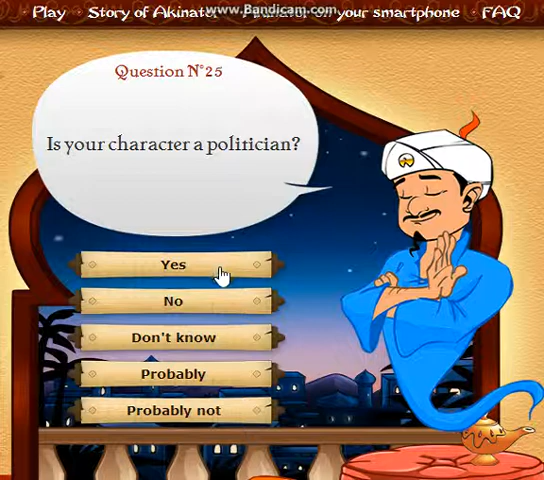 www.Bandicam.com
· Play · Story of Akinator · on your smartphone · FAQ
Question N°25
Is your character a politician?
Yes
No
Don't know
Probably
Probably not